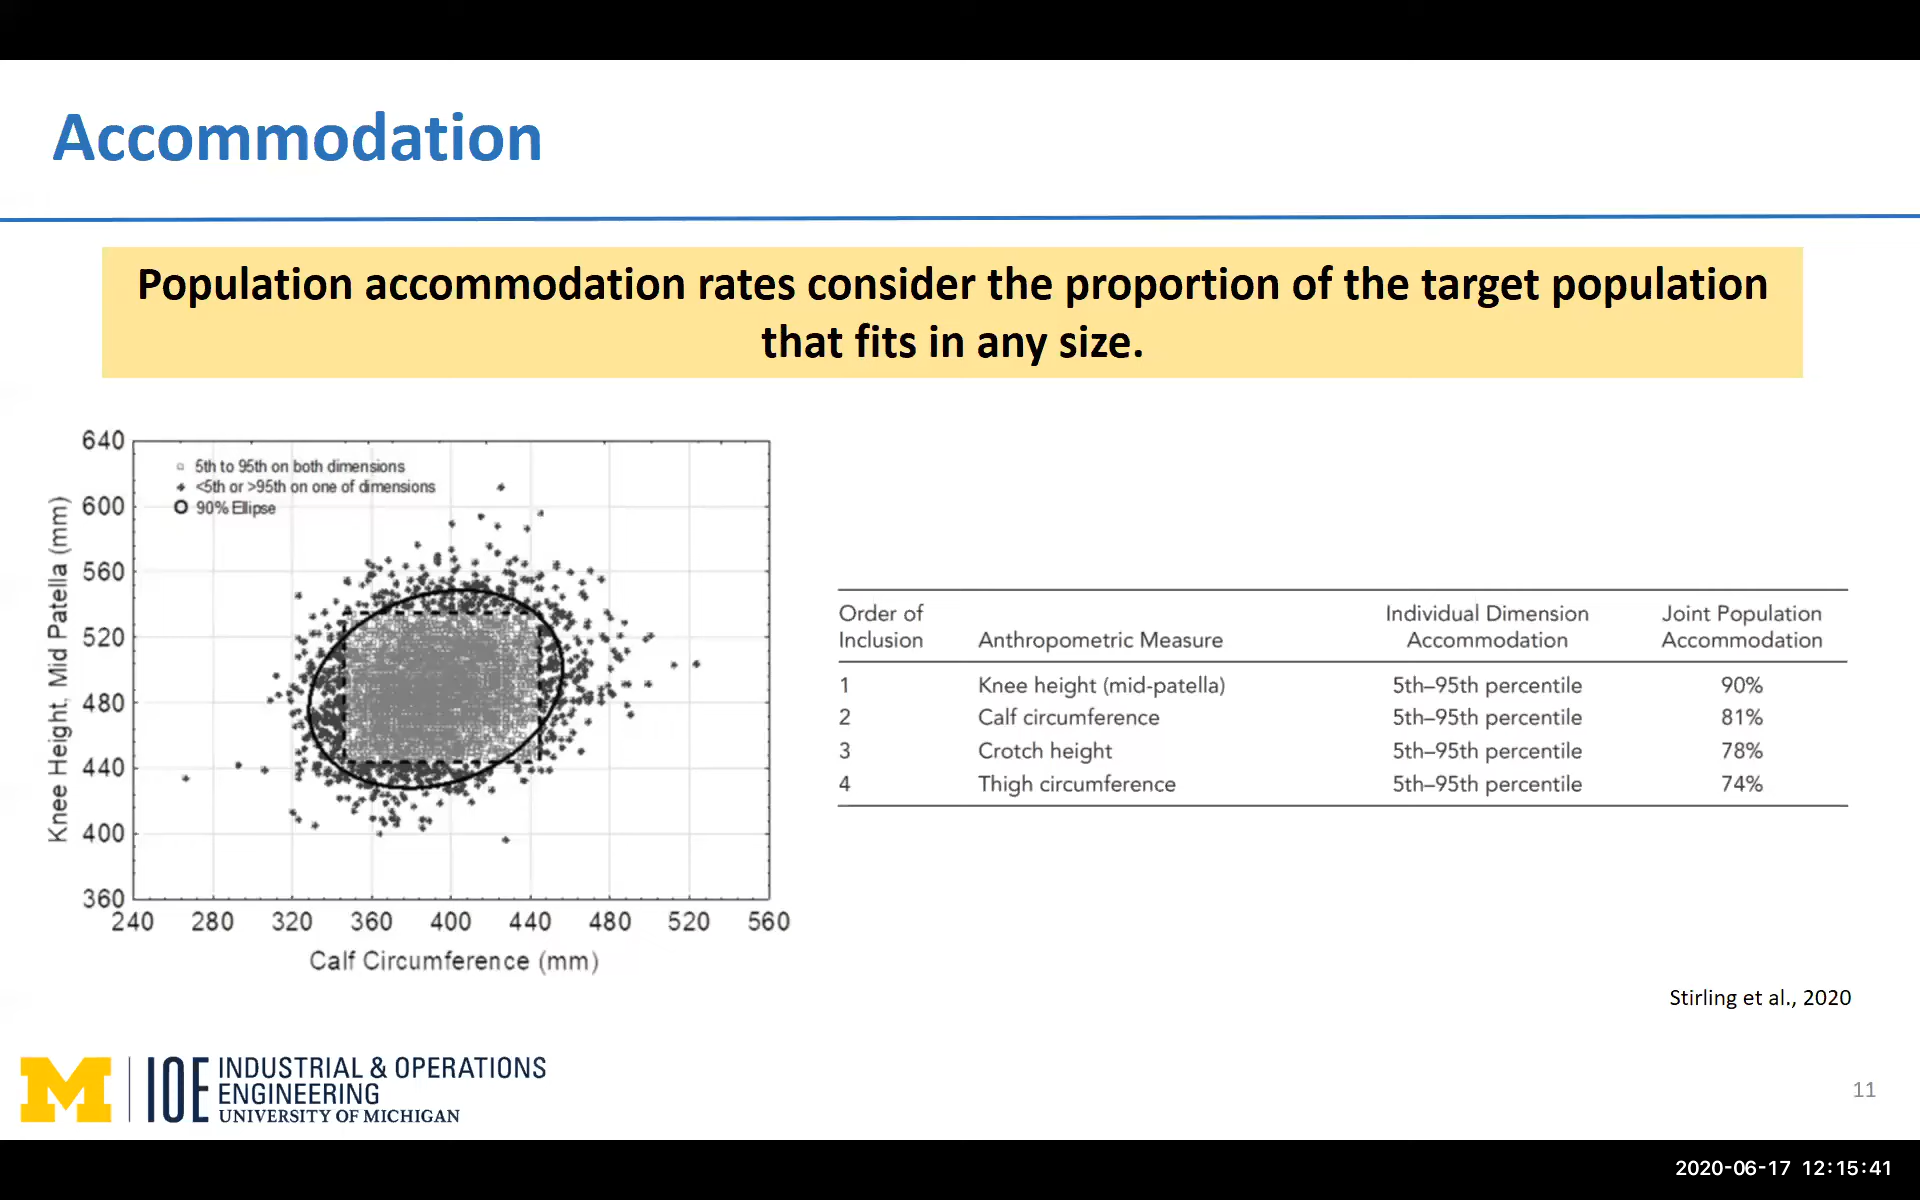 Accommodation
Population accommodation rates consider the proportion of the target population
that fits in any size.
640
600
560
520
480
440
400
360
240 280 320 360 400 440 480 520 560
Knee Height, Mid Patella (mm)
Calf Circumference (mm)
5th to 95th on both dimensions
<5th or >95th on one of dimensions
90% Ellipse
Order of Inclusion Anthropometric Measure Individual Dimension Accommodation Joint Population Accommodation
1 Knee height (mid-patella) 5th–95th percentile 90%
2 Calf circumference 5th–95th percentile 81%
3 Crotch height 5th–95th percentile 78%
4 Thigh circumference 5th–95th percentile 74%
Stirling et al., 2020
M IOE INDUSTRIAL & OPERATIONS
ENGINEERING
UNIVERSITY OF MICHIGAN
11
2020-06-17 12:15:41